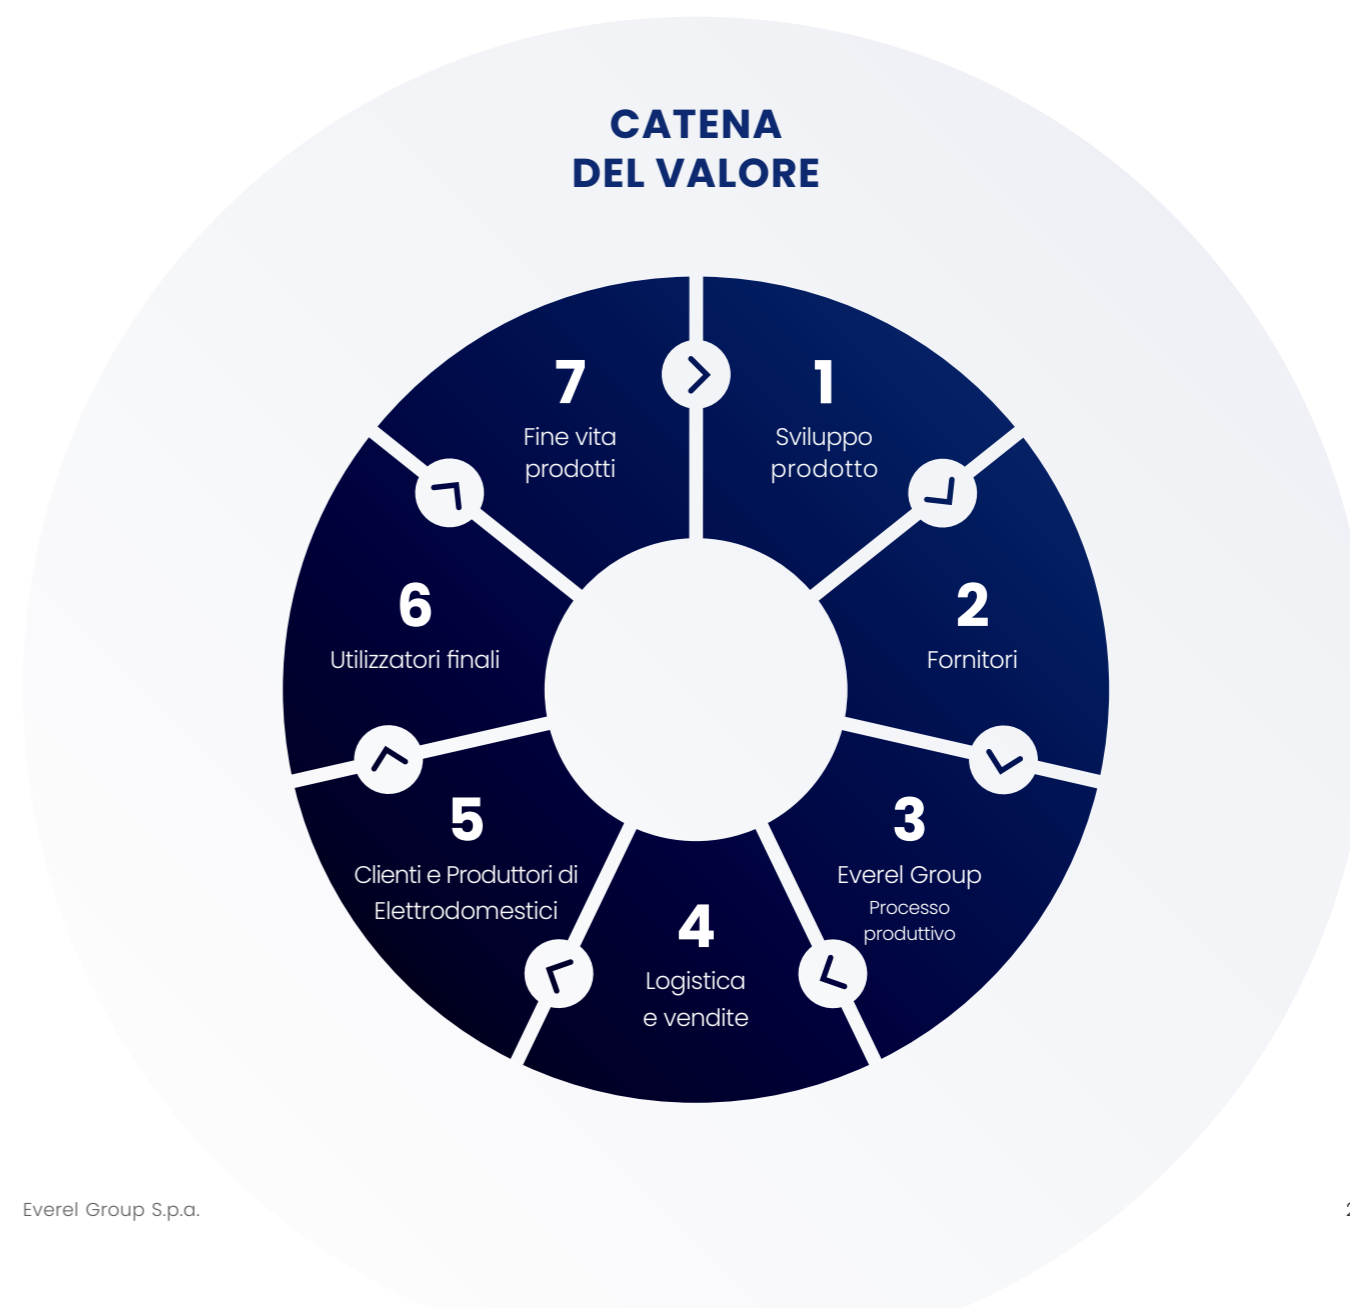 CATENA
DEL VALORE
1
Sviluppo
prodotto
2
Fornitori
3
Everel Group
Processo
produttivo
4
Logistica
e vendite
5
Clienti e Produttori di
Elettrodomestici
6
Utilizzatori finali
7
Fine vita
prodotti
Everel Group S.p.a.